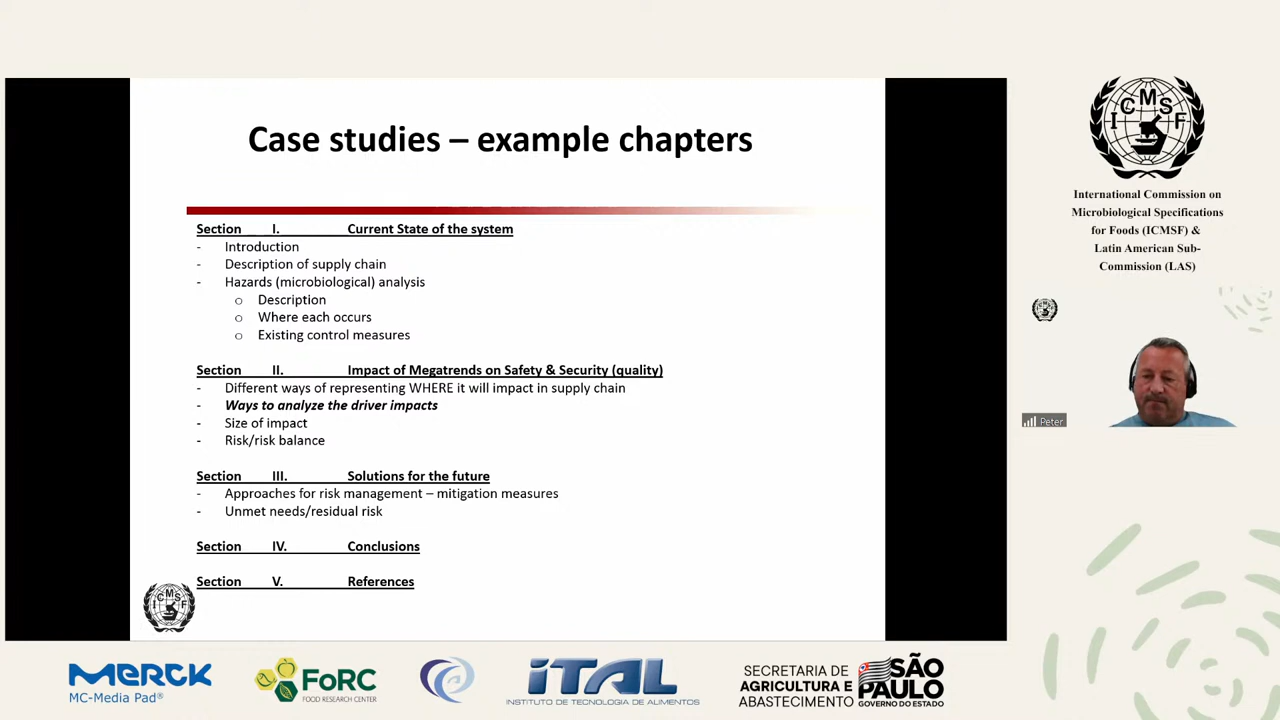 Case studies – example chapters
Section I. Current State of the system
- Introduction
- Description of supply chain
- Hazards (microbiological) analysis
o Description
o Where each occurs
o Existing control measures
Section II. Impact of Megatrends on Safety & Security (quality)
- Different ways of representing WHERE it will impact in supply chain
- Ways to analyze the driver impacts
- Size of impact
- Risk/risk balance
Section III. Solutions for the future
- Approaches for risk management – mitigation measures
- Unmet needs/residual risk
Section IV. Conclusions
Section V. References
ICMSF
ICMSF
International Commission on
Microbiological Specifications
for Foods (ICMSF) &
Latin American Sub-
Commission (LAS)
Peter
MERCK
MC-Media Pad®
FoRC
FOOD RESEARCH CENTER
iTAL
INSTITUTO DE TECNOLOGIA DE ALIMENTOS
SECRETARIA DE
AGRICULTURA E
ABASTECIMENTO
SÃO
PAULO
GOVERNO DO ESTADO